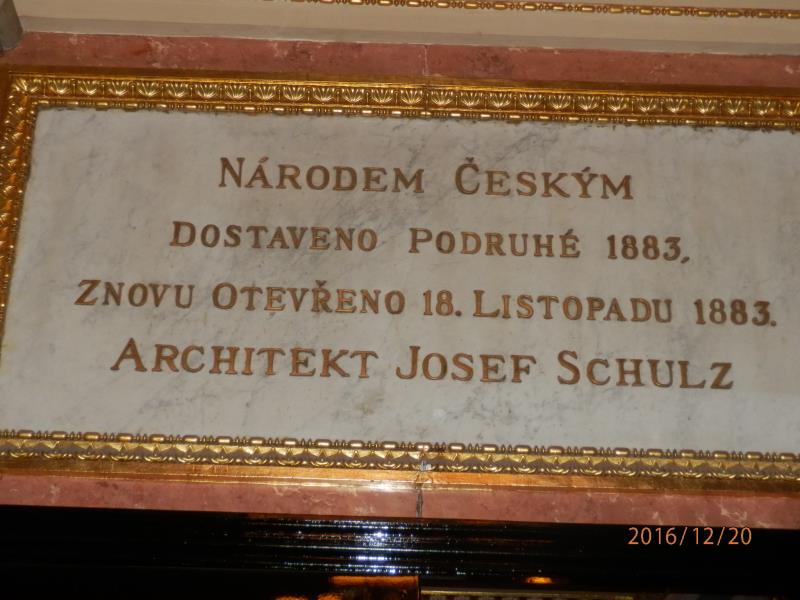 NÁRODEM ČESKÝM
DOSTAVENO PODRUHÉ 1883,
ZNOVU OTEVŘENO 18. LISTOPADU 1883.
ARCHITEKT JOSEF SCHULZ
2016/12/20